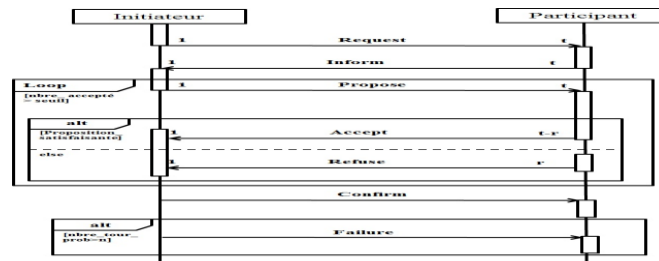 Initiateur Participant
1 Request t
1 Inform t
Loop 1 Propose t
[nbre_accepté
= seuil]
alt
[Proposition
satisfaisante] 1 Accept t-r
else
1 Refuse r
Confirm
alt
[nbre_tour_
prob=n] Failure